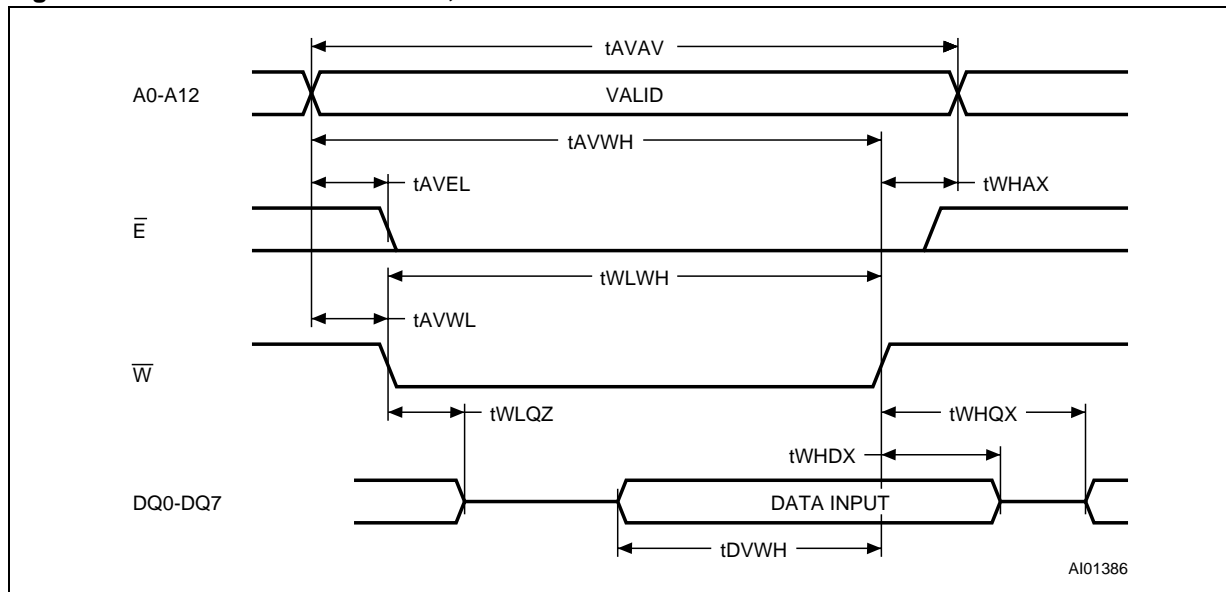 tAVAV
A0-A12
VALID
tAVWH
tAVEL
tWHAX
E̅
tWLWH
tAVWL
W̅
tWLQZ
tWHQX
tWHDX
DQ0-DQ7
DATA INPUT
tDVWH
AI01386